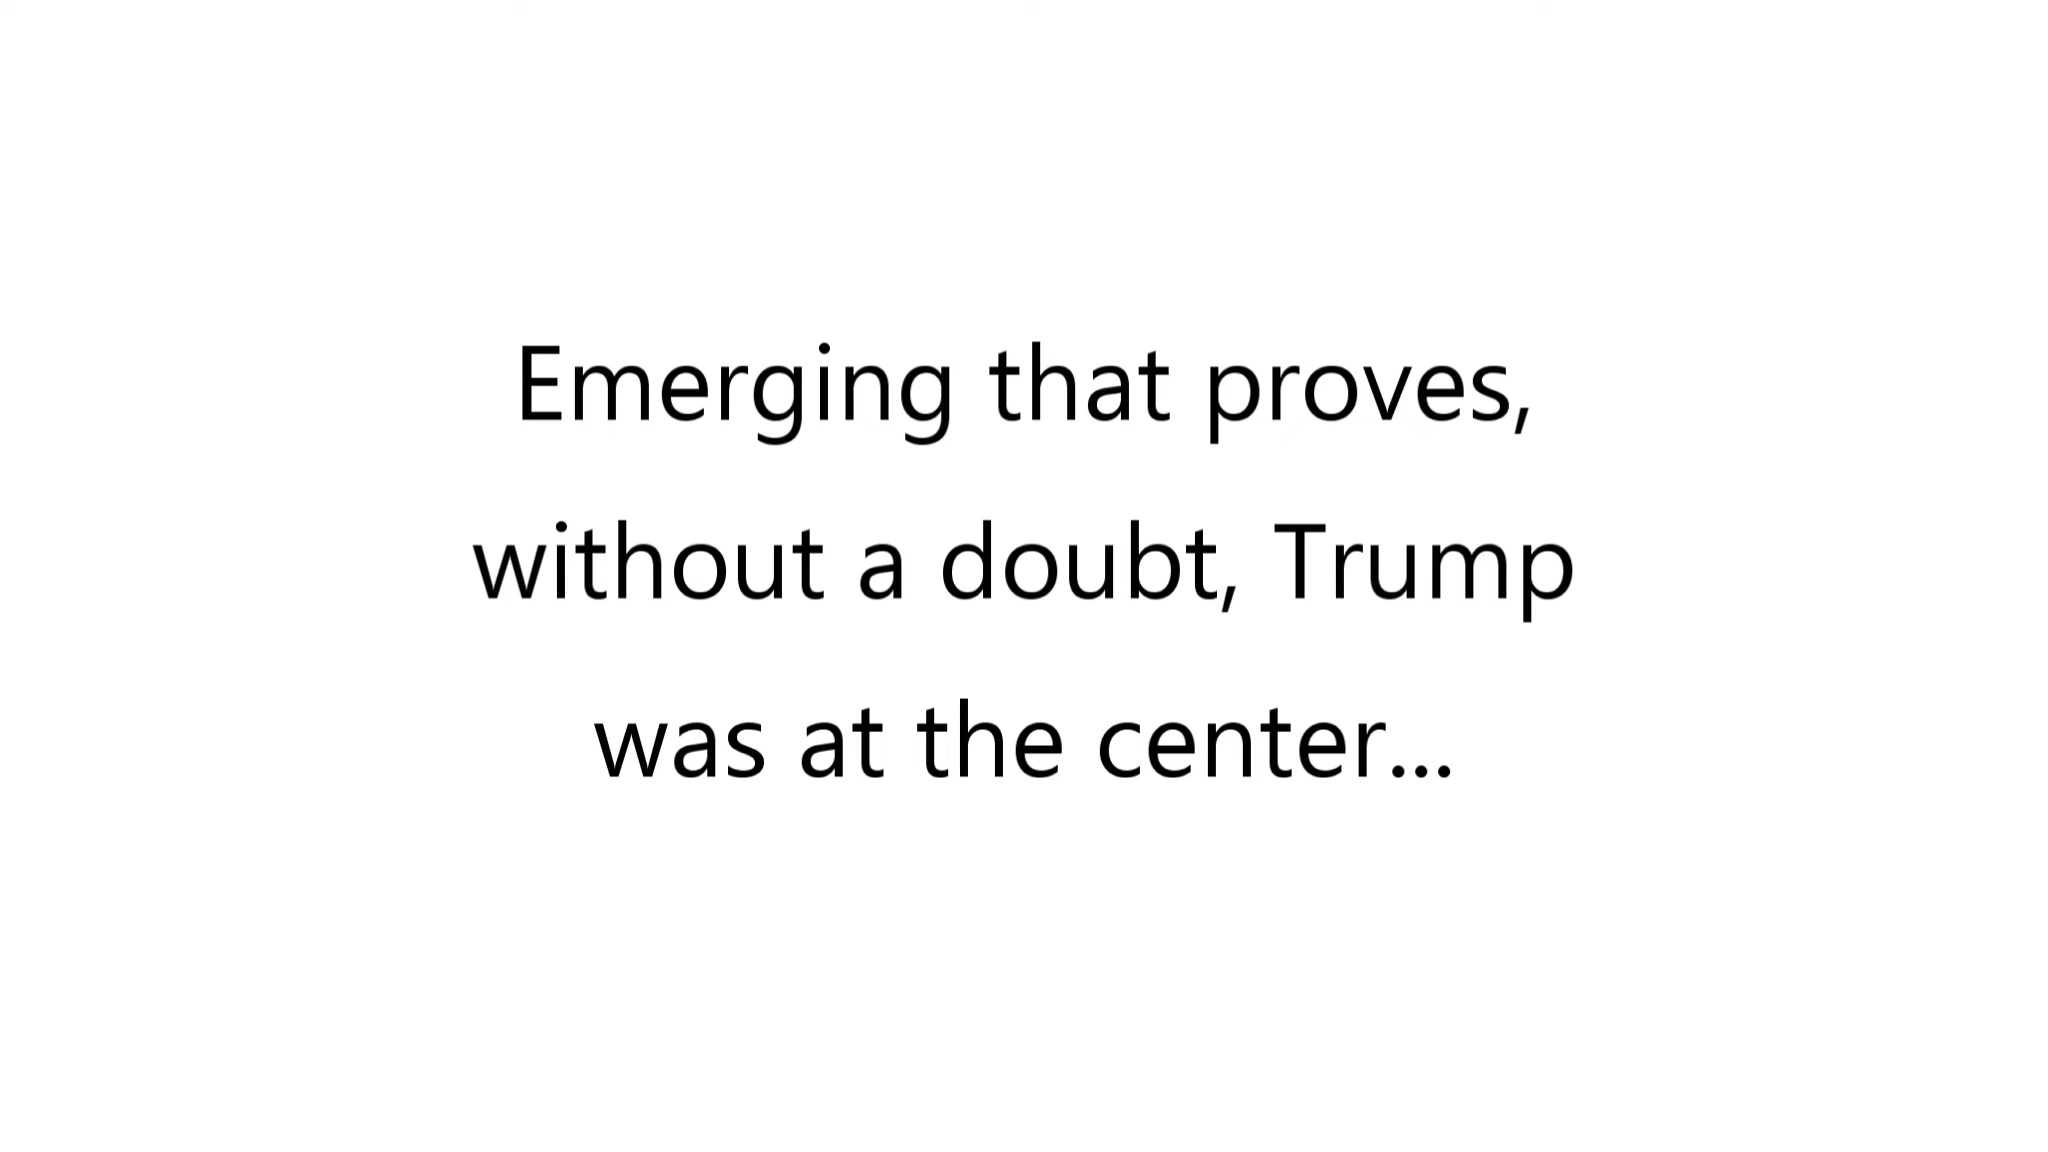 Emerging that proves,
without a doubt, Trump
was at the center...